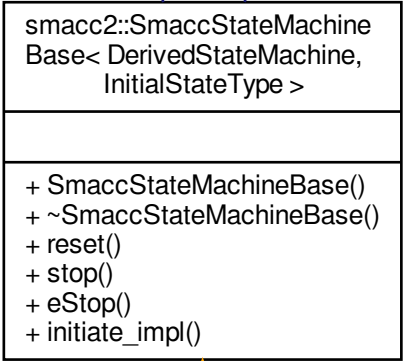 smacc2::SmaccStateMachine
Base< DerivedStateMachine,
InitialStateType >
+ SmaccStateMachineBase()
+ ~SmaccStateMachineBase()
+ reset()
+ stop()
+ eStop()
+ initiate_impl()